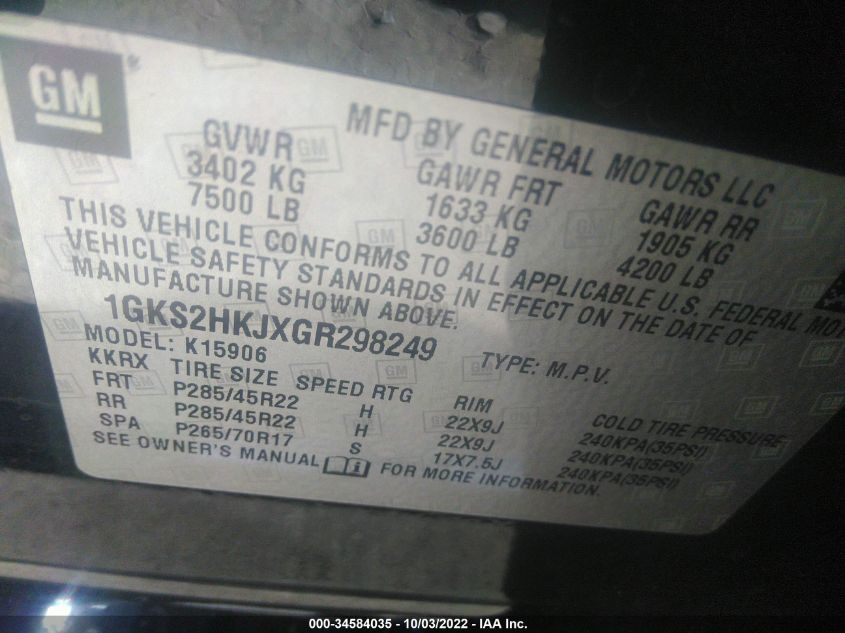 GM
MFD BY GENERAL MOTORS LLC
GVWR GAWR FRT GAWR RR
3402 KG 1633 KG 1905 KG
7500 LB 3600 LB 4200 LB
THIS VEHICLE CONFORMS TO ALL APPLICABLE U.S. FEDERAL MOT
VEHICLE SAFETY STANDARDS IN EFFECT ON THE DATE OF
MANUFACTURE SHOWN ABOVE.
1GKS2HKJXGR298249 TYPE: M.P.V.
MODEL: K15906
KKRX TIRE SIZE SPEED RTG RIM COLD TIRE PRESSURE
FRT P285/45R22 H 22X9J 240KPA(35PSI)
RR P285/45R22 H 22X9J 240KPA(35PSI)
SPA P265/70R17 S 17X7.5J 240KPA(35PSI)
SEE OWNER'S MANUAL FOR MORE INFORMATION.
000-34584035 - 10/03/2022 - IAA Inc.